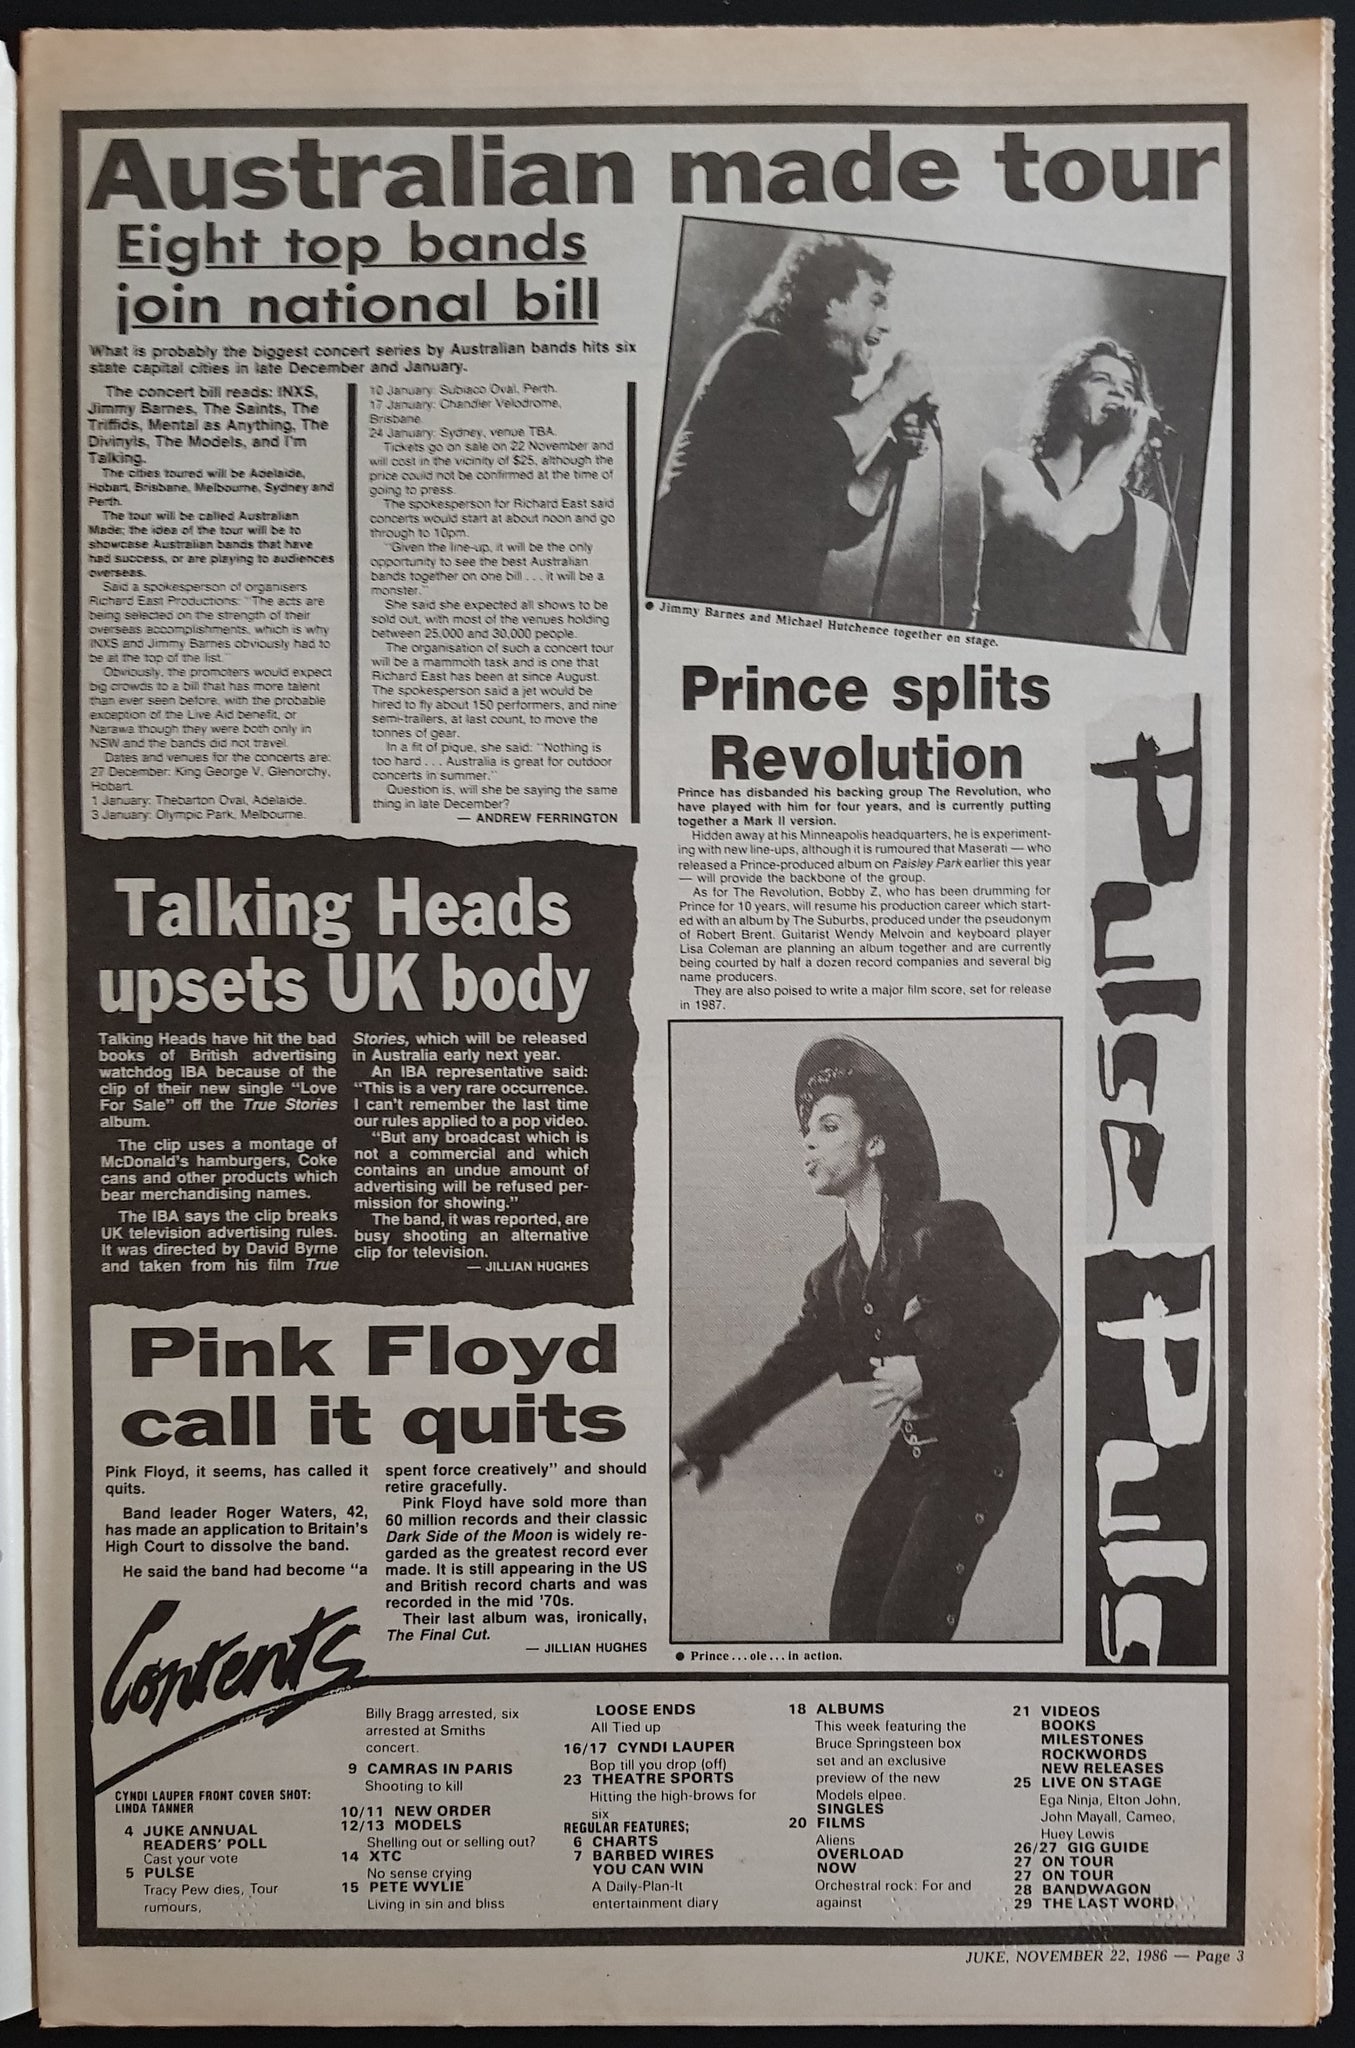 Australian made tour
Eight top bands
join national bill
What is probably the biggest concert series by Australian bands hits six
state capital cities in late December and January.
The concert bill reads: INXS,
Jimmy Barnes, The Saints, The
Triffids, Mental as Anything, The
Divinyls, The Models, and I'm
Talking.
The cities toured will be Adelaide,
Hobart, Brisbane, Melbourne, Sydney and
Perth.
The tour will be called Australian
Made; the idea of the tour will be to
showcase Australian bands that have
had success, or are playing to audiences
overseas.
Said a spokesperson of organisers
Richard East Productions: "The acts are
being selected on the strength of their
overseas accomplishments, which is why
INXS and Jimmy Barnes obviously had to
be at the top of the list."
Obviously, the promoters would expect
big crowds to a bill that has more talent
than ever seen before, with the probable
exception of the Live Aid benefit, or
Narawa though they were both only in
NSW and the bands did not travel.
Dates and venues for the concerts are:
27 December: King George V, Glenorchy,
Hobart.
1 January: Thebarton Oval, Adelaide.
3 January: Olympic Park, Melbourne.
10 January: Subiaco Oval, Perth.
17 January: Chandler Velodrome,
Brisbane.
24 January: Sydney, venue TBA.
Tickets go on sale on 22 November and
will cost in the vicinity of $25, although the
price could not be confirmed at the time of
going to press.
The spokesperson for Richard East said
concerts would start at about noon and go
through to 10pm.
"Given the line-up, it will be the only
opportunity to see the best Australian
bands together on one bill . . . it will be a
monster."
She said she expected all shows to be
sold out, with most of the venues holding
between 25,000 and 30,000 people.
The organisation of such a concert tour
will be a mammoth task and is one that
Richard East has been at since August.
The spokesperson said a jet would be
hired to fly about 150 performers, and nine
semi-trailers, at last count, to move the
tonnes of gear.
In a fit of pique, she said: "Nothing is
too hard . . . Australia is great for outdoor
concerts in summer."
Question is, will she be saying the same
thing in late December?
— ANDREW FERRINGTON
● Jimmy Barnes and Michael Hutchence together on stage.
Prince splits
Revolution
Prince has disbanded his backing group The Revolution, who
have played with him for four years, and is currently putting
together a Mark II version.
Hidden away at his Minneapolis headquarters, he is experiment-
ing with new line-ups, although it is rumoured that Maserati — who
released a Prince-produced album on Paisley Park earlier this year
— will provide the backbone of the group.
As for The Revolution, Bobby Z, who has been drumming for
Prince for 10 years, will resume his production career which start-
ed with an album by The Suburbs, produced under the pseudonym
of Robert Brent. Guitarist Wendy Melvoin and keyboard player
Lisa Coleman are planning an album together and are currently
being courted by half a dozen record companies and several big
name producers.
They are also poised to write a major film score, set for release
in 1987.
● Prince . . . ole . . . in action.
Pulse
Puls
Talking Heads
upsets UK body
Talking Heads have hit the bad
books of British advertising
watchdog IBA because of the
clip of their new single "Love
For Sale" off the True Stories
album.
The clip uses a montage of
McDonald's hamburgers, Coke
cans and other products which
bear merchandising names.
The IBA says the clip breaks
UK television advertising rules.
It was directed by David Byrne
and taken from his film True
Stories, which will be released
in Australia early next year.
An IBA representative said:
"This is a very rare occurrence.
I can't remember the last time
our rules applied to a pop video.
"But any broadcast which is
not a commercial and which
contains an undue amount of
advertising will be refused per-
mission for showing."
The band, it was reported, are
busy shooting an alternative
clip for television.
— JILLIAN HUGHES
Pink Floyd
call it quits
Pink Floyd, it seems, has called it
quits.
Band leader Roger Waters, 42,
has made an application to Britain's
High Court to dissolve the band.
He said the band had become "a
spent force creatively" and should
retire gracefully.
Pink Floyd have sold more than
60 million records and their classic
Dark Side of the Moon is widely re-
garded as the greatest record ever
made. It is still appearing in the US
and British record charts and was
recorded in the mid '70s.
Their last album was, ironically,
The Final Cut.
— JILLIAN HUGHES
Contents
CYNDI LAUPER FRONT COVER SHOT:
LINDA TANNER
4 JUKE ANNUAL
READERS' POLL
Cast your vote
5 PULSE
Tracy Pew dies, Tour
rumours,
Billy Bragg arrested, six
arrested at Smiths
concert.
9 CAMRAS IN PARIS
Shooting to kill
10/11 NEW ORDER
12/13 MODELS
Shelling out or selling out?
14 XTC
No sense crying
15 PETE WYLIE
Living in sin and bliss
LOOSE ENDS
All Tied up
16/17 CYNDI LAUPER
Bop till you drop (off)
23 THEATRE SPORTS
Hitting the high-brows for
six
REGULAR FEATURES;
6 CHARTS
7 BARBED WIRES
YOU CAN WIN
A Daily-Plan-It
entertainment diary
18 ALBUMS
This week featuring the
Bruce Springsteen box
set and an exclusive
preview of the new
Models elpee.
SINGLES
20 FILMS
Aliens
OVERLOAD
NOW
Orchestral rock: For and
against
21 VIDEOS
BOOKS
MILESTONES
ROCKWORDS
NEW RELEASES
25 LIVE ON STAGE
Ega Ninja, Elton John,
John Mayall, Cameo,
Huey Lewis
26/27 GIG GUIDE
27 ON TOUR
27 ON TOUR
28 BANDWAGON
29 THE LAST WORD
JUKE, NOVEMBER 22, 1986 — Page 3